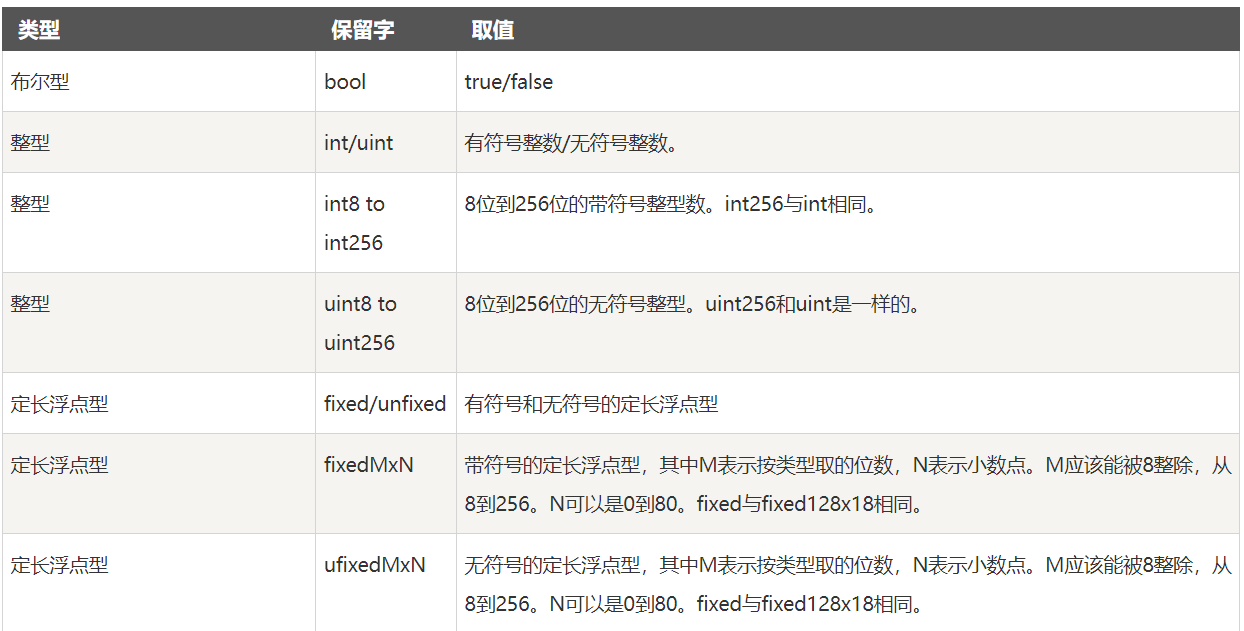 类型 保留字 取值
布尔型 bool true/false
整型 int/uint 有符号整数/无符号整数。
整型 int8 to 8位到256位的带符号整型数。int256与int相同。
int256
整型 uint8 to 8位到256位的无符号整型。uint256和uint是一样的。
uint256
定长浮点型 fixed/unfixed 有符号和无符号的定长浮点型
定长浮点型 fixedMxN 带符号的定长浮点型，其中M表示按类型取的位数，N表示小数点。M应该能被8整除，从
8到256。N可以是0到80。fixed与fixed128x18相同。
定长浮点型 ufixedMxN 无符号的定长浮点型，其中M表示按类型取的位数，N表示小数点。M应该能被8整除，从
8到256。N可以是0到80。fixed与fixed128x18相同。